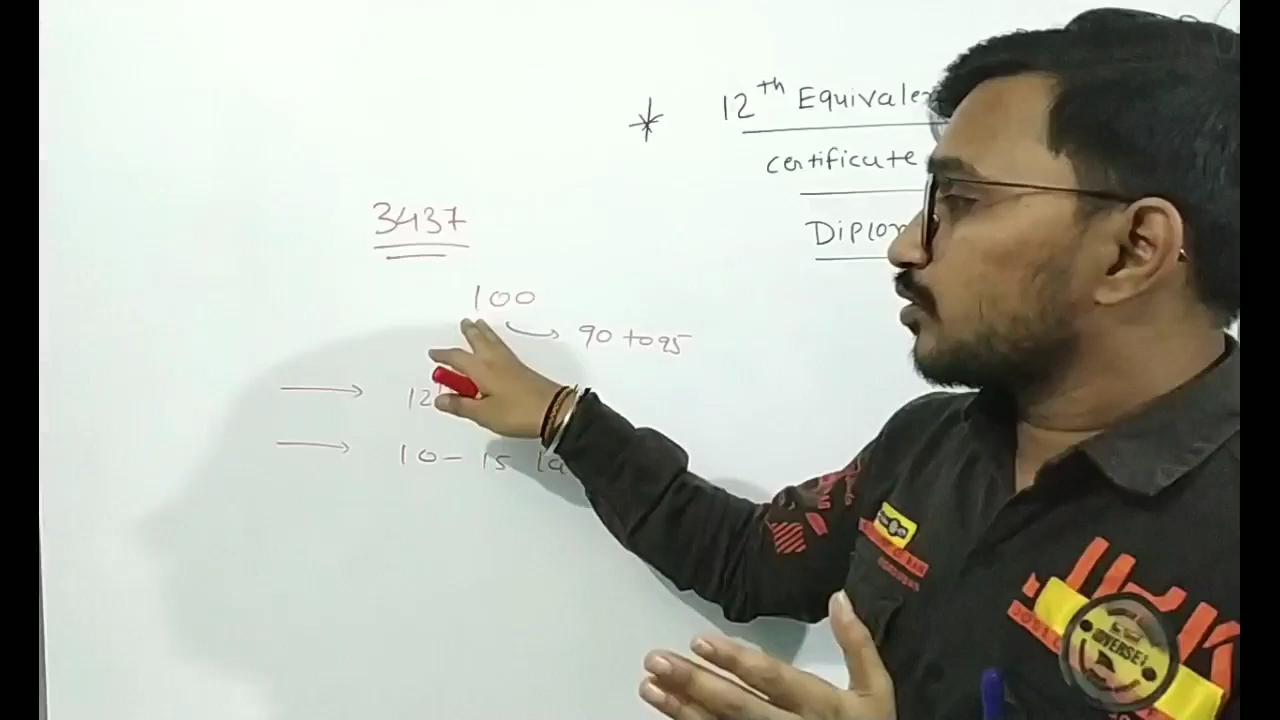 * 12th Equivale
certificate
Diplo
3437
100
90 to 95
12
10 - 15 la